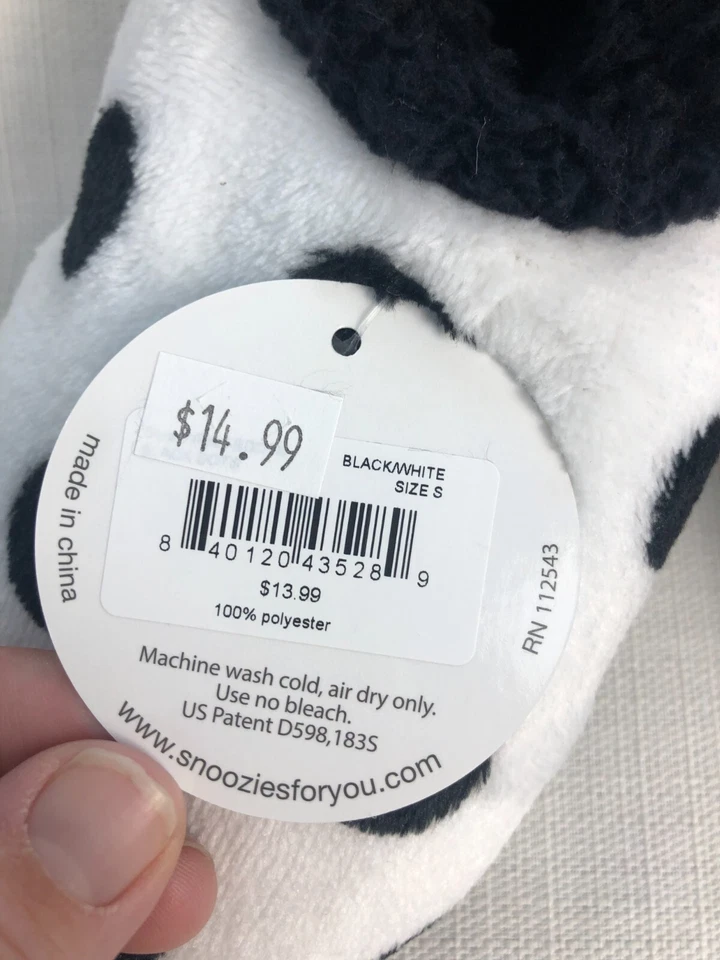 $14.99
BLACK/WHITE
SIZE S
8 40120 43528 9
$13.99
100% polyester
made in china
RN 112543
Machine wash cold, air dry only.
Use no bleach.
US Patent D598,183S
www.snooziesforyou.com